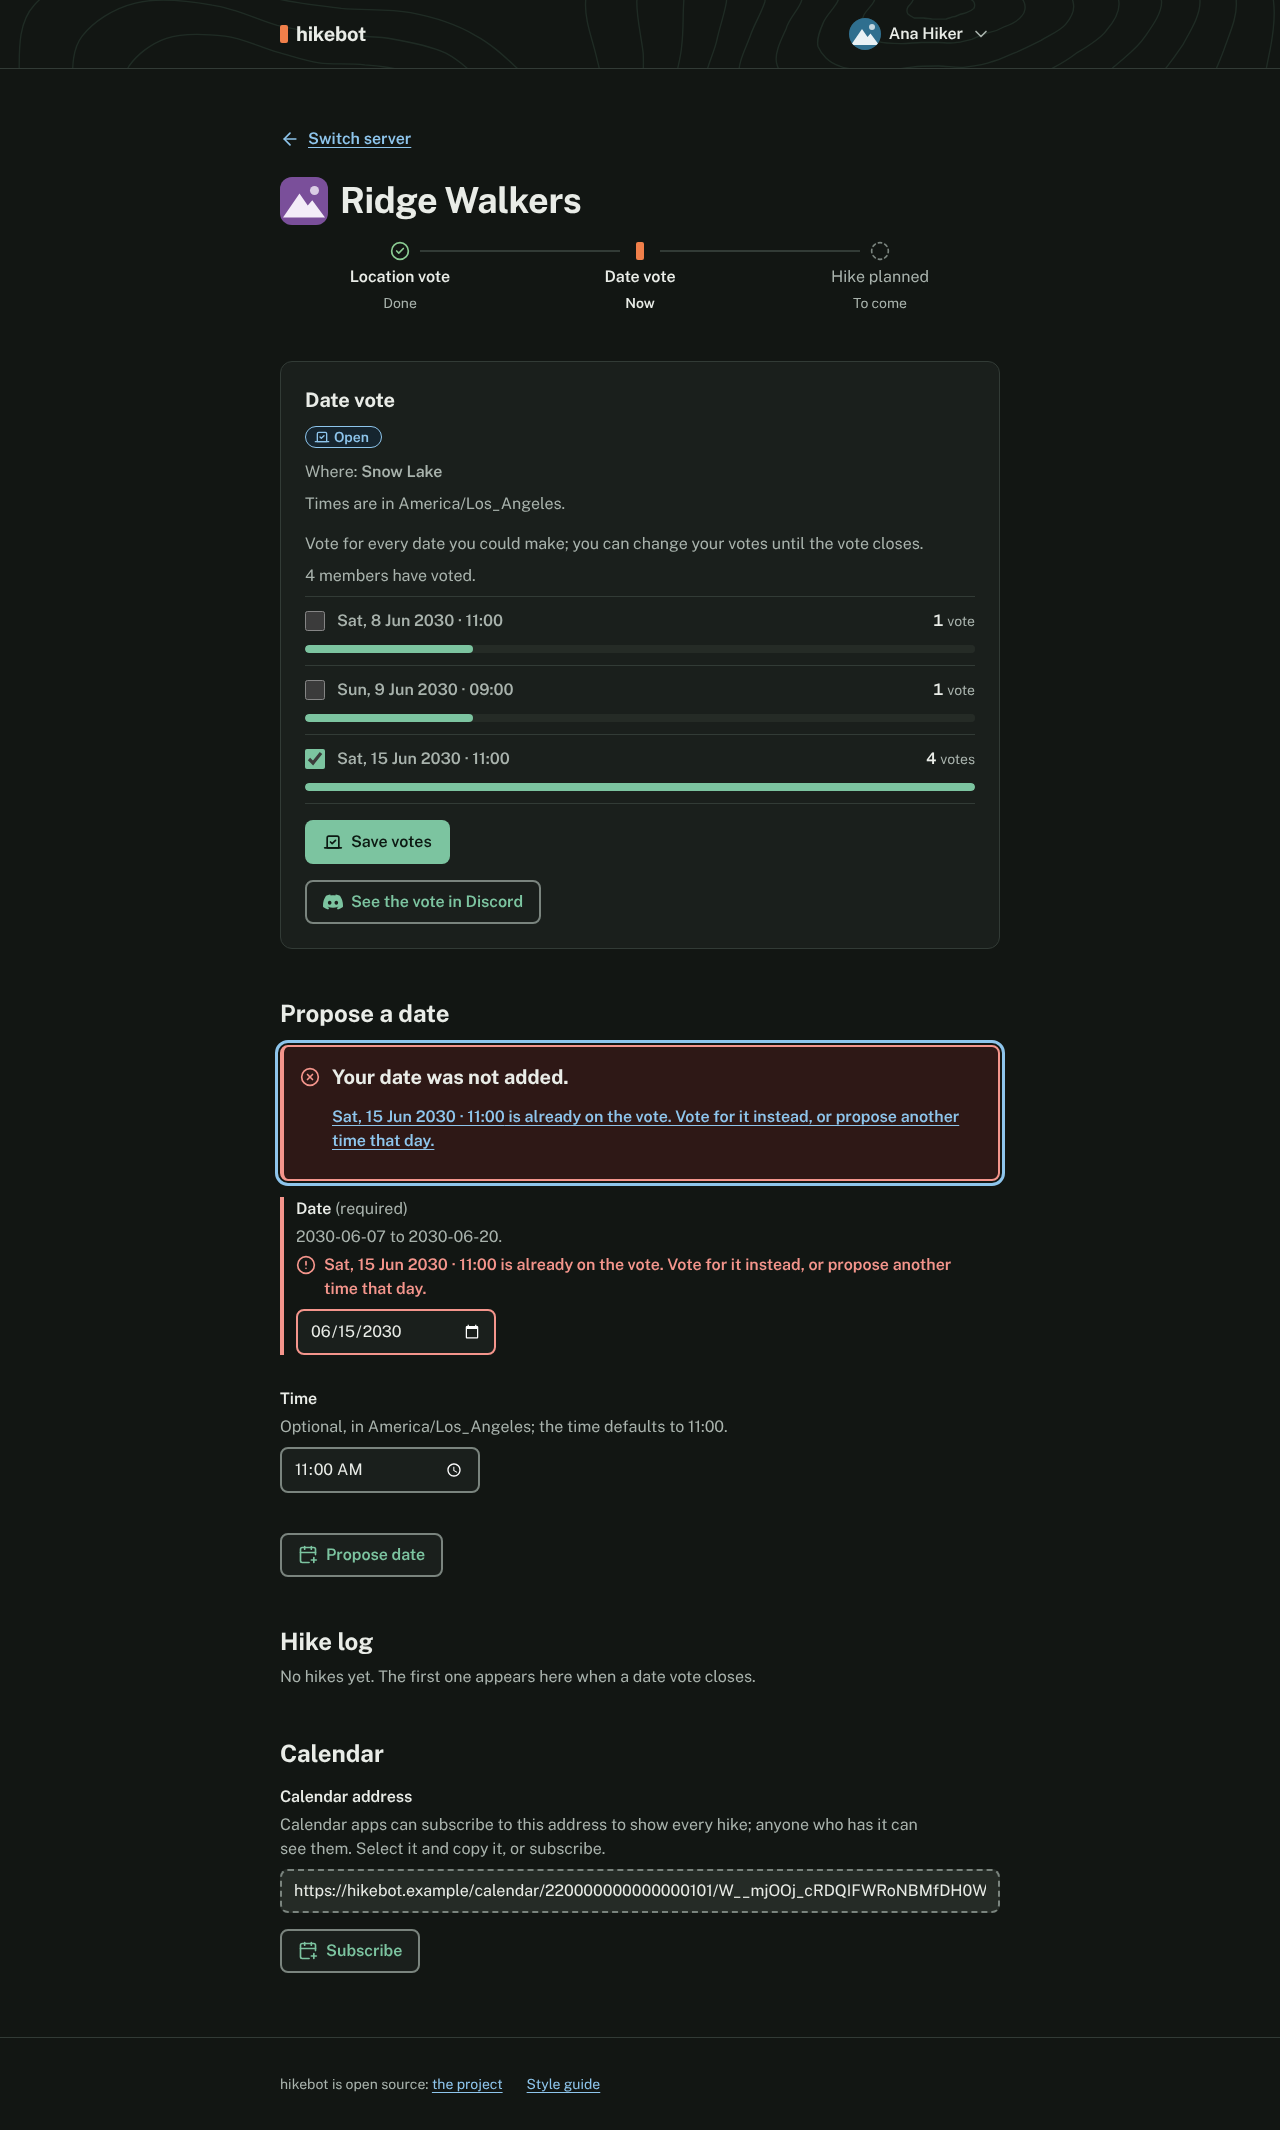 hikebot
Ana Hiker
Switch server
Ridge Walkers
Location vote
Done
Date vote
Now
Hike planned
To come
Date vote
Open
Where: Snow Lake
Times are in America/Los_Angeles.
Vote for every date you could make; you can change your votes until the vote closes.
4 members have voted.
Sat, 8 Jun 2030 · 11:00
1 vote
Sun, 9 Jun 2030 · 09:00
1 vote
Sat, 15 Jun 2030 · 11:00
4 votes
Save votes
See the vote in Discord
Propose a date
Your date was not added.
Sat, 15 Jun 2030 · 11:00 is already on the vote. Vote for it instead, or propose another
time that day.
Date (required)
2030-06-07 to 2030-06-20.
Sat, 15 Jun 2030 · 11:00 is already on the vote. Vote for it instead, or propose another
time that day.
06/15/2030
Time
Optional, in America/Los_Angeles; the time defaults to 11:00.
11:00 AM
Propose date
Hike log
No hikes yet. The first one appears here when a date vote closes.
Calendar
Calendar address
Calendar apps can subscribe to this address to show every hike; anyone who has it can
see them. Select it and copy it, or subscribe.
https://hikebot.example/calendar/220000000000000101/W__mjOOj_cRDQIFWRoNBMfDH0W
Subscribe
hikebot is open source: the project
Style guide